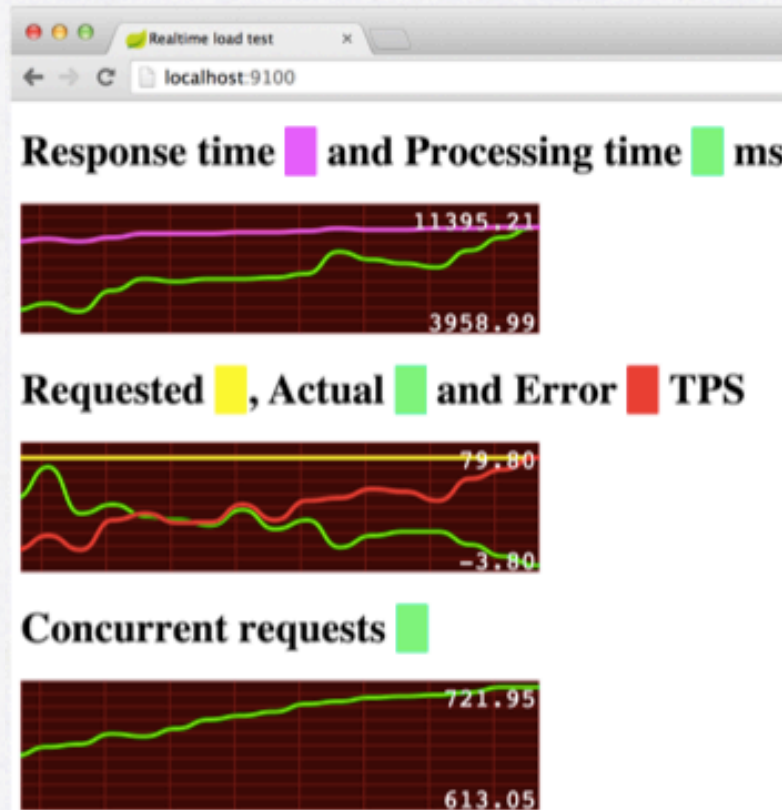 Realtime load test
localhost:9100
Response time and Processing time ms
11395.21
3958.99
Requested , Actual and Error TPS
79.80
-3.80
Concurrent requests
721.95
613.05